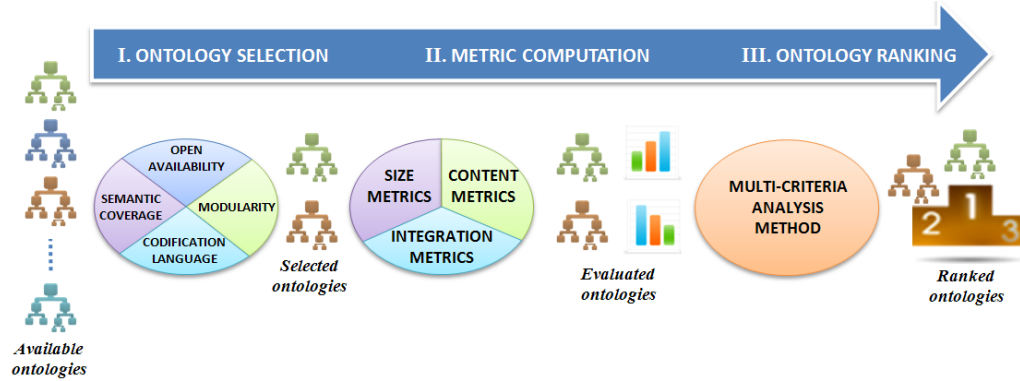 I. ONTOLOGY SELECTION
II. METRIC COMPUTATION
III. ONTOLOGY RANKING
OPEN
AVAILABILITY
SEMANTIC
COVERAGE
MODULARITY
CODIFICATION
LANGUAGE
Selected
ontologies
SIZE
METRICS
CONTENT
METRICS
INTEGRATION
METRICS
Evaluated
ontologies
MULTI-CRITERIA
ANALYSIS
METHOD
1
2
3
Ranked
ontologies
Available
ontologies